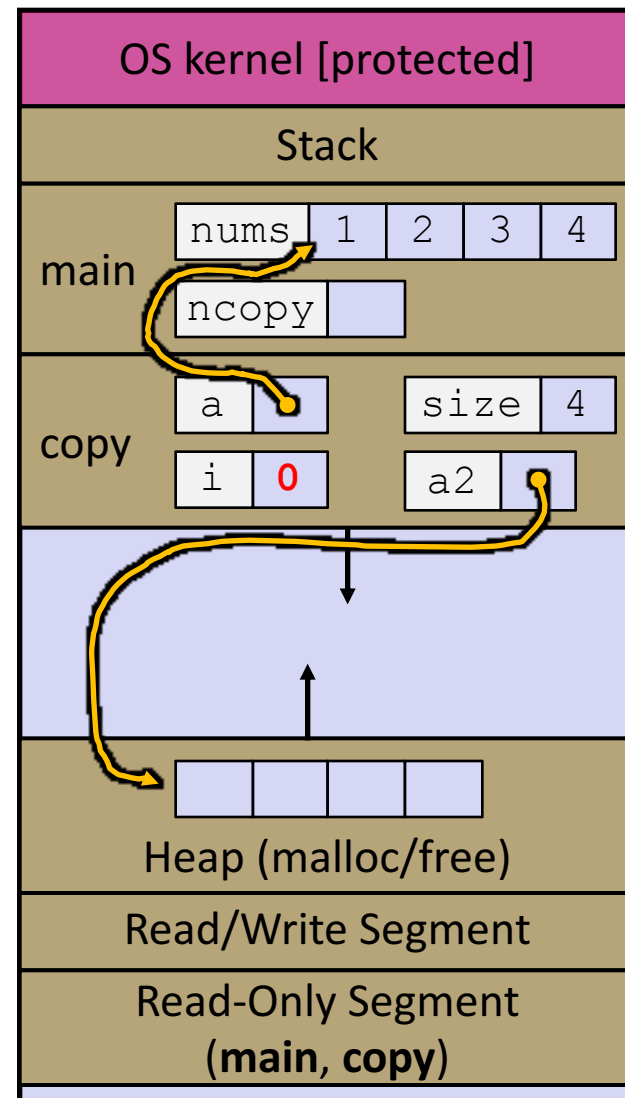 OS kernel [protected]
Stack
main
nums 1 2 3 4
ncopy
copy
a size 4
i 0 a2
Heap (malloc/free)
Read/Write Segment
Read-Only Segment
(main, copy)